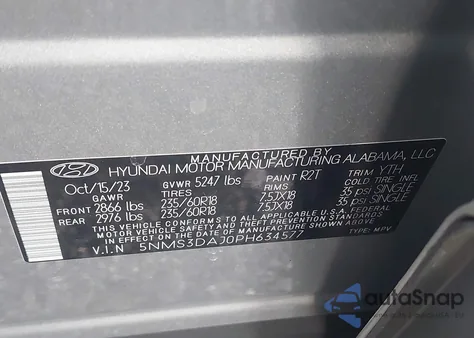 MANUFACTURED BY
HYUNDAI MOTOR MANUFACTURING ALABAMA, LLC
Oct/15/23 GVWR 5247 lbs PAINT R2T TRIM YTH
GAWR TIRES RIMS COLD TIRE INFL
FRONT 2866 lbs 235/60R18 7.5JX18 35 psi SINGLE
REAR 2976 lbs 235/60R18 7.5JX18 35 psi SINGLE
THIS VEHICLE CONFORMS TO ALL APPLICABLE U.S.A. FEDERAL
MOTOR VEHICLE SAFETY AND THEFT PREVENTION STANDARDS
IN EFFECT ON THE DATE OF MANUFACTURE SHOWN ABOVE
V.I.N 5NMS3DAJ0PH634577 TYPE: MPV
autoSnap